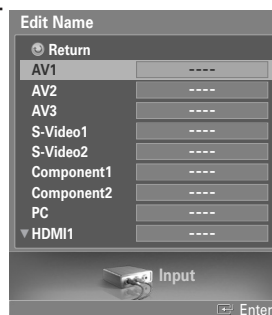 Edit Name
Return
AV1 ----
AV2 ----
AV3 ----
S-Video1 ----
S-Video2 ----
Component1 ----
Component2 ----
PC ----
▼HDMI1 ----
Input
Enter